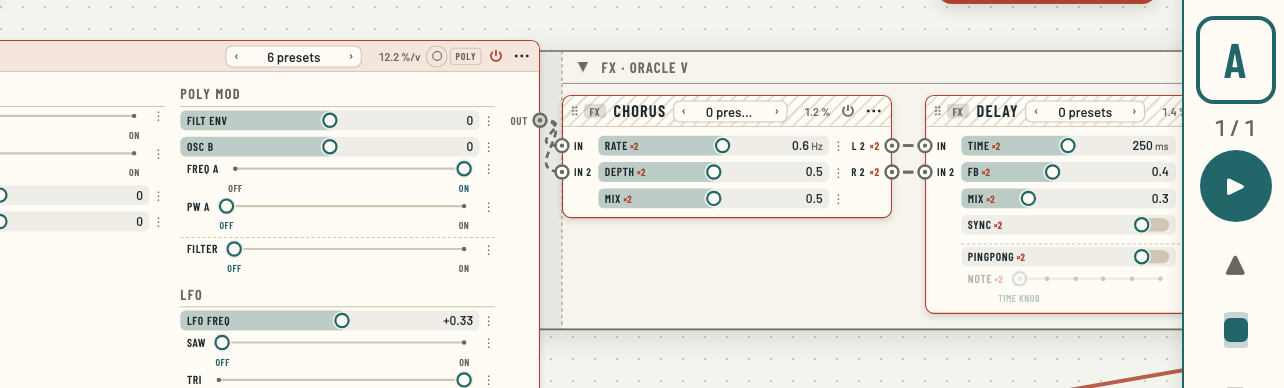 6 presets
12.2 %/v
POLY
ON
ON
0
0
POLY MOD
FILT ENV 0
OSC B 0
FREQ A
OFF ON
PW A
OFF ON
FILTER
OFF ON
LFO
LFO FREQ +0.33
SAW
OFF ON
TRI
OUT
FX · ORACLE V
FX CHORUS 0 pres... 1.2 %
IN RATE ×2 0.6 Hz L 2 ×2
IN 2 DEPTH ×2 0.5 R 2 ×2
MIX ×2 0.5
FX DELAY 0 presets 1.4
IN TIME ×2 250 ms
IN 2 FB ×2 0.4
MIX ×2 0.3
SYNC ×2
PINGPONG ×2
NOTE ×2
TIME KNOB
A
1/1